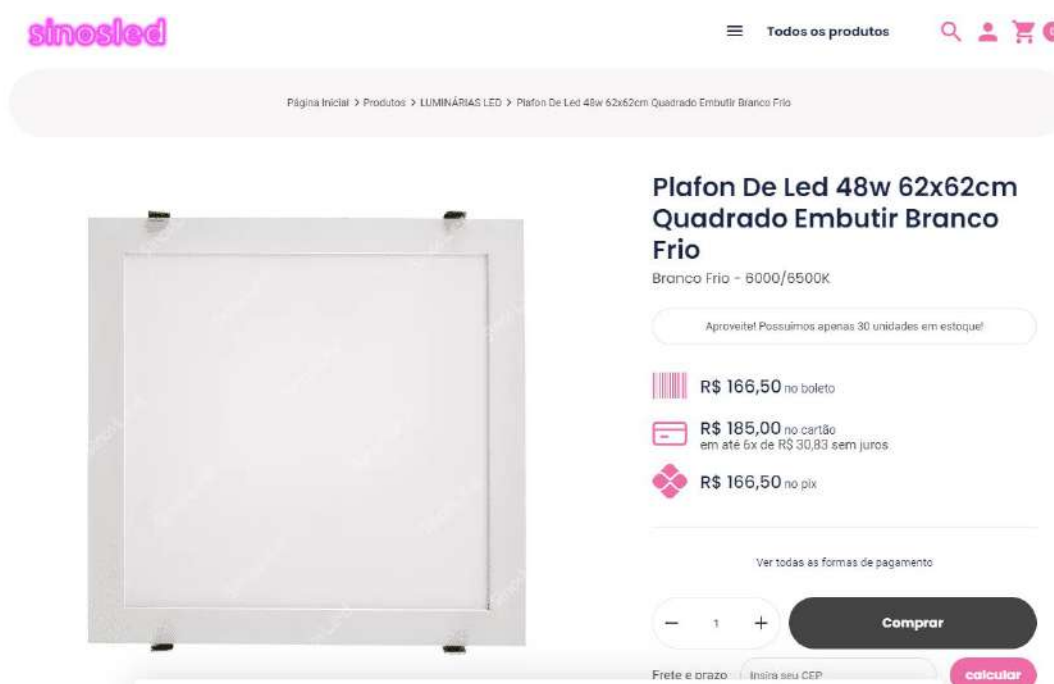 sinosled
Todos os produtos
Página Inicial > Produtos > LUMINÁRIAS LED > Plafon De Led 48w 62x62cm Quadrado Embutir Branco Frio
Plafon De Led 48w 62x62cm
Quadrado Embutir Branco
Frio
Branco Frio - 6000/6500K
Aproveite! Possuímos apenas 30 unidades em estoque!
R$ 166,50 no boleto
R$ 185,00 no cartão
em até 6x de R$ 30,83 sem juros
R$ 166,50 no pix
Ver todas as formas de pagamento
− 1 + Comprar
Frete e prazo Insira seu CEP calcular